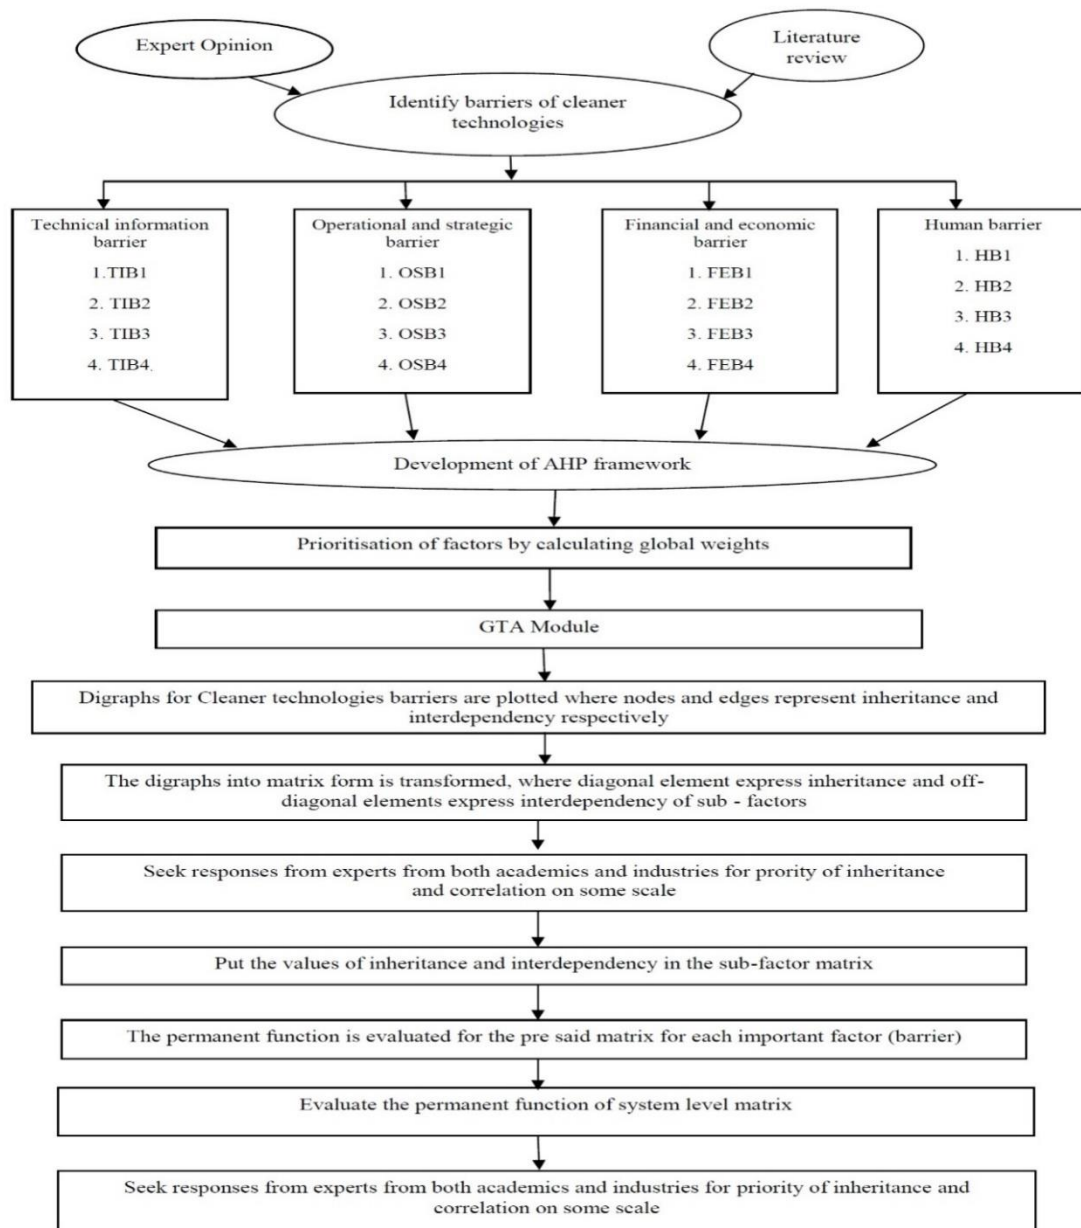 Expert Opinion
Literature
review
Identify barriers of cleaner
technologies
Technical information
barrier
1.TIB1
2. TIB2
3. TIB3
4. TIB4.
Operational and strategic
barrier
1. OSB1
2. OSB2
3. OSB3
4. OSB4
Financial and economic
barrier
1. FEB1
2. FEB2
3. FEB3
4. FEB4
Human barrier
1. HB1
2. HB2
3. HB3
4. HB4
Development of AHP framework
Prioritisation of factors by calculating global weights
GTA Module
Digraphs for Cleaner technologies barriers are plotted where nodes and edges represent inheritance and
interdependency respectively
The digraphs into matrix form is transformed, where diagonal element express inheritance and off-
diagonal elements express interdependency of sub - factors
Seek responses from experts from both academics and industries for prority of inheritance
and correlation on some scale
Put the values of inheritance and interdependency in the sub-factor matrix
The permanent function is evaluated for the pre said matrix for each important factor (barrier)
Evaluate the permanent function of system level matrix
Seek responses from experts from both academics and industries for priority of inheritance and
correlation on some scale